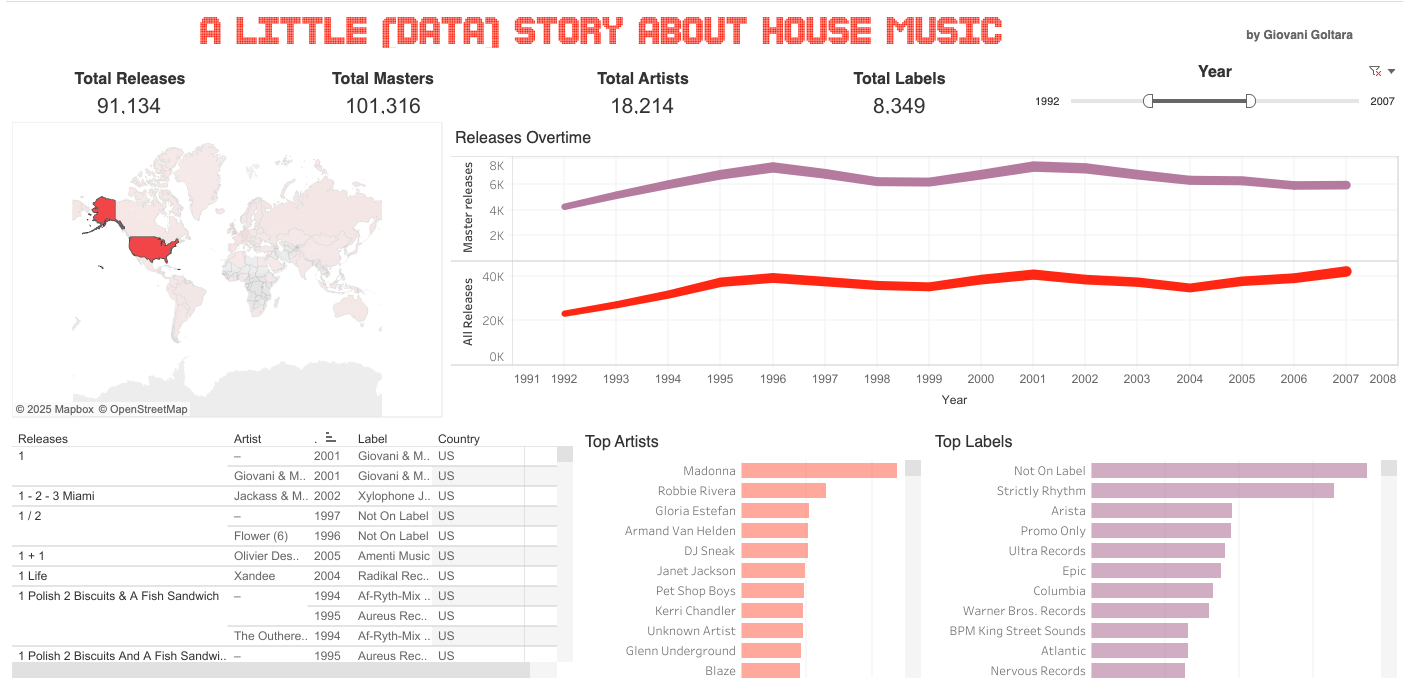 A LITTLE (DATA) STORY ABOUT HOUSE MUSIC
by Giovani Goltara
Total Releases
91,134
Total Masters
101,316
Total Artists
18,214
Total Labels
8,349
Year
1992 2007
© 2025 Mapbox © OpenStreetMap
Releases Overtime
Master releases
8K
6K
4K
2K
All Releases
40K
20K
0K
1991 1992 1993 1994 1995 1996 1997 1998 1999 2000 2001 2002 2003 2004 2005 2006 2007 2008
Year
Releases Artist . Label Country
1 – 2001 Giovani & M.. US
Giovani & M.. 2001 Giovani & M.. US
1 - 2 - 3 Miami Jackass & M.. 2002 Xylophone J.. US
1 / 2 – 1997 Not On Label US
Flower (6) 1996 Not On Label US
1 + 1 Olivier Des.. 2005 Amenti Music US
1 Life Xandee 2004 Radikal Rec.. US
1 Polish 2 Biscuits & A Fish Sandwich – 1994 Af-Ryth-Mix .. US
1995 Aureus Rec.. US
The Outhere.. 1994 Af-Ryth-Mix .. US
1 Polish 2 Biscuits And A Fish Sandwi.. – 1995 Aureus Rec.. US
Top Artists
Madonna
Robbie Rivera
Gloria Estefan
Armand Van Helden
DJ Sneak
Janet Jackson
Pet Shop Boys
Kerri Chandler
Unknown Artist
Glenn Underground
Blaze
Top Labels
Not On Label
Strictly Rhythm
Arista
Promo Only
Ultra Records
Epic
Columbia
Warner Bros. Records
BPM King Street Sounds
Atlantic
Nervous Records